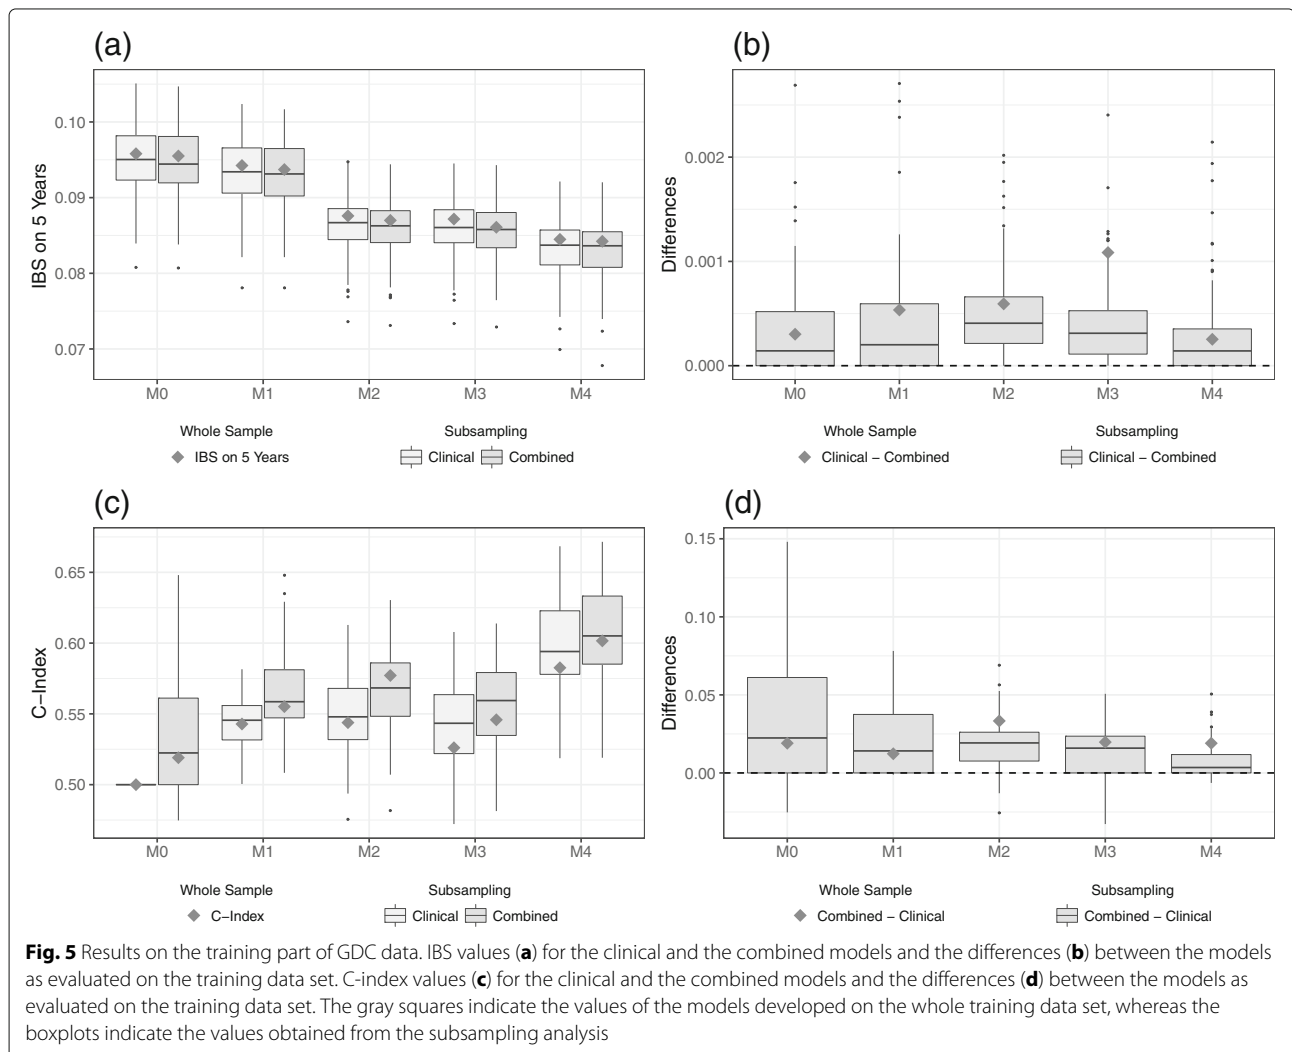 (a)
IBS on 5 Years
0.10
0.09
0.08
0.07
M0 M1 M2 M3 M4
Whole Sample Subsampling
IBS on 5 Years Clinical Combined
(b)
Differences
0.002
0.001
0.000
M0 M1 M2 M3 M4
Whole Sample Subsampling
Clinical − Combined Clinical − Combined
(c)
C−Index
0.65
0.60
0.55
0.50
M0 M1 M2 M3 M4
Whole Sample Subsampling
C−Index Clinical Combined
(d)
Differences
0.15
0.10
0.05
0.00
M0 M1 M2 M3 M4
Whole Sample Subsampling
Combined − Clinical Combined − Clinical
Fig. 5 Results on the training part of GDC data. IBS values (a) for the clinical and the combined models and the differences (b) between the models
as evaluated on the training data set. C-index values (c) for the clinical and the combined models and the differences (d) between the models as
evaluated on the training data set. The gray squares indicate the values of the models developed on the whole training data set, whereas the
boxplots indicate the values obtained from the subsampling analysis